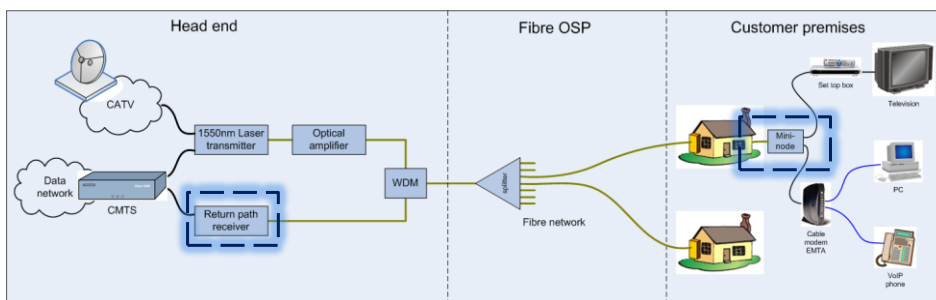 Head end
Fibre OSP
Customer premises
CATV
Set top box
Television
1550nm Laser
transmitter
Optical
amplifier
Mini-
node
Data
network
CMTS
WDM
splitter
PC
Return path
receiver
Fibre network
Cable
modem
EMTA
VoIP
phone